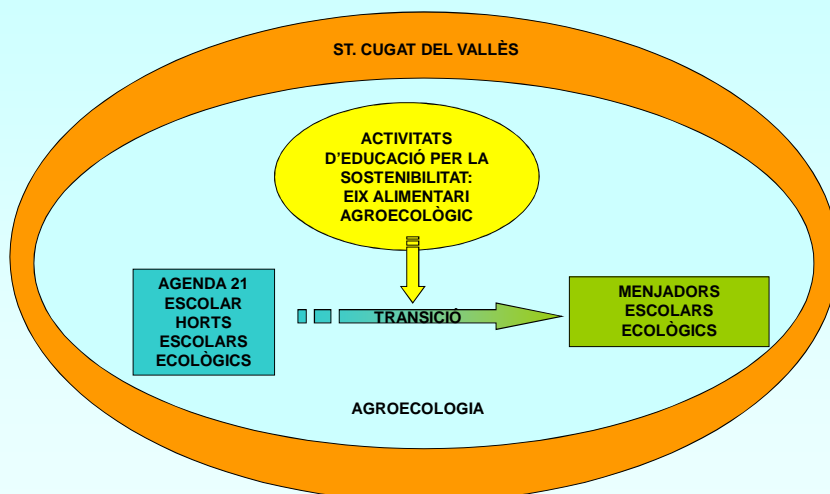 ST. CUGAT DEL VALLÈS
ACTIVITATS
D'EDUCACIÓ PER LA
SOSTENIBILITAT:
EIX ALIMENTARI
AGROECOLÒGIC
AGENDA 21
ESCOLAR
HORTS
ESCOLARS
ECOLÒGICS
TRANSICIÓ
MENJADORS
ESCOLARS
ECOLÒGICS
AGROECOLOGIA